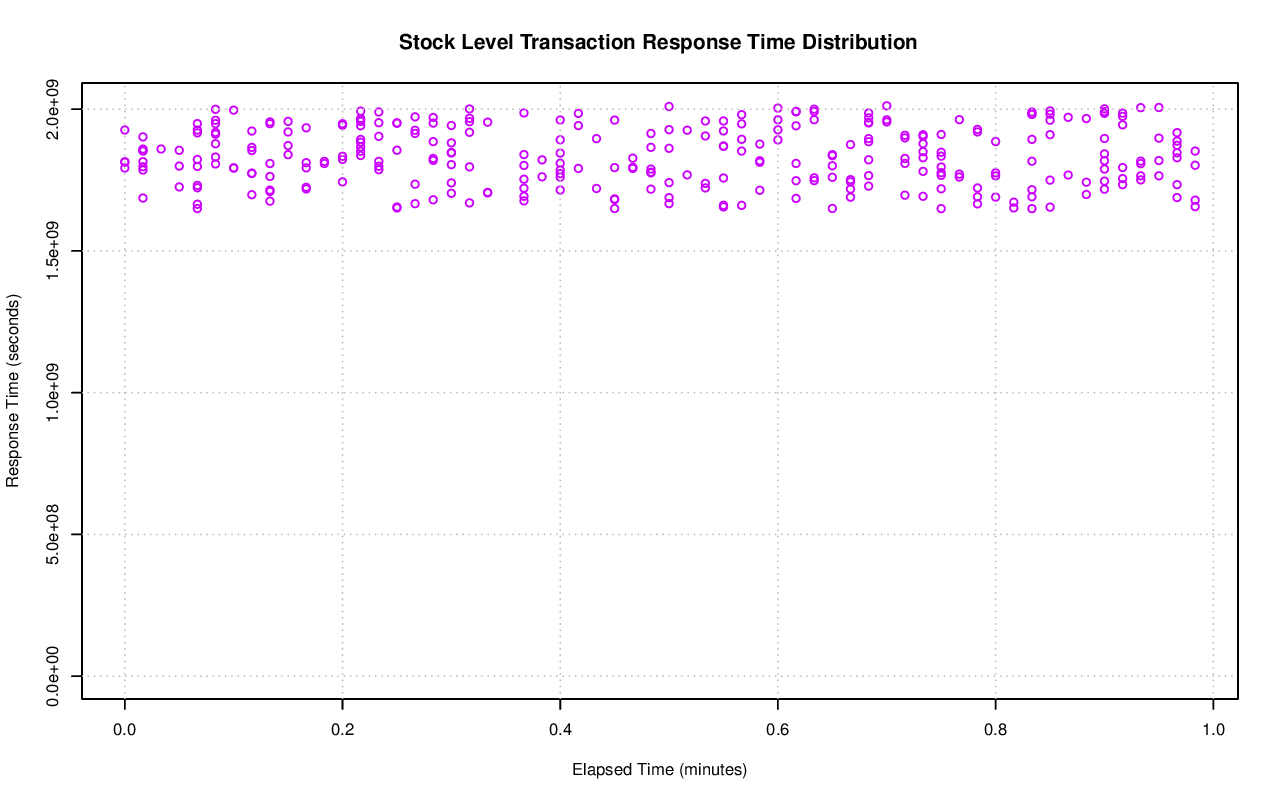 Stock Level Transaction Response Time Distribution
2.0e+09
1.5e+09
1.0e+09
5.0e+08
0.0e+00
Response Time (seconds)
0.0 0.2 0.4 0.6 0.8 1.0
Elapsed Time (minutes)